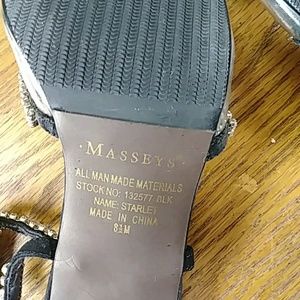 · MASSEYS® ·
ALL MAN MADE MATERIALS
STOCK NO: 132577-BLK
NAME: STARLET
MADE IN CHINA
8½M